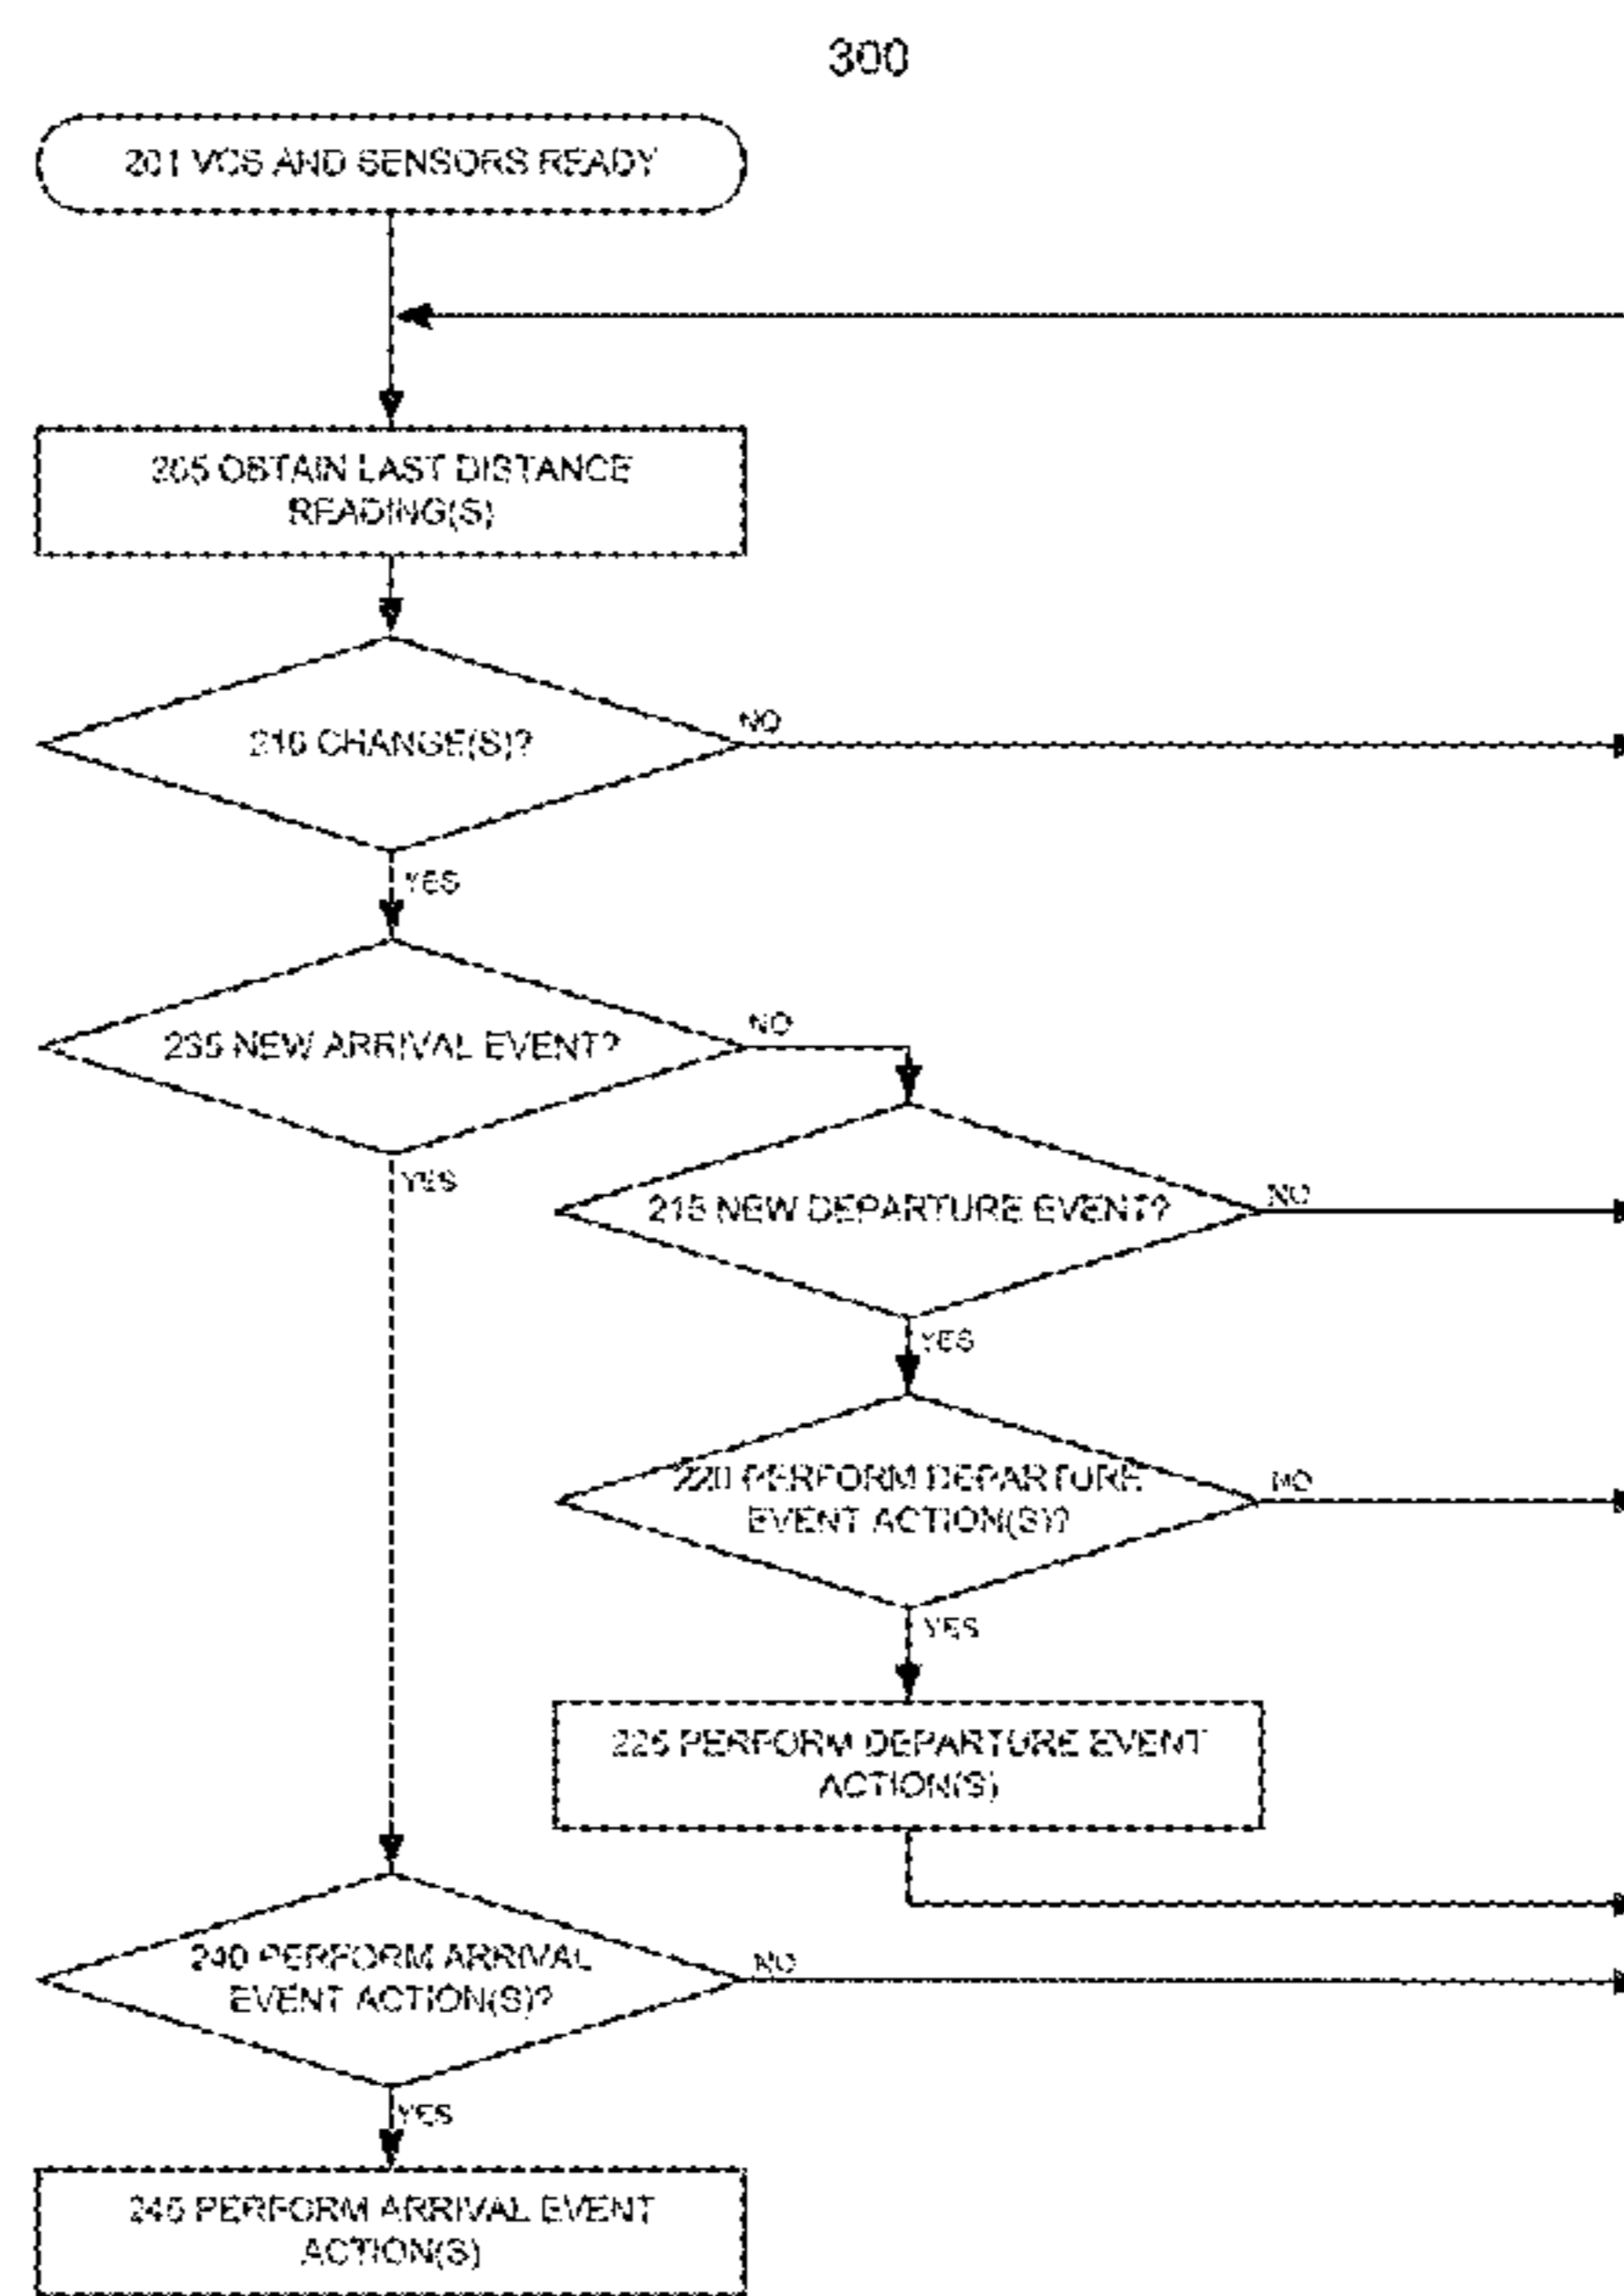 300
201 VCS AND SENSORS READY
205 OBTAIN LAST DISTANCE
READING(S)
210 CHANGE(S)?
NO
YES
235 NEW ARRIVAL EVENT?
NO
YES
215 NEW DEPARTURE EVENT?
NO
YES
220 PERFORM DEPARTURE
EVENT ACTION(S)?
NO
YES
225 PERFORM DEPARTURE EVENT
ACTION(S)
240 PERFORM ARRIVAL
EVENT ACTION(S)?
NO
YES
245 PERFORM ARRIVAL EVENT
ACTION(S)